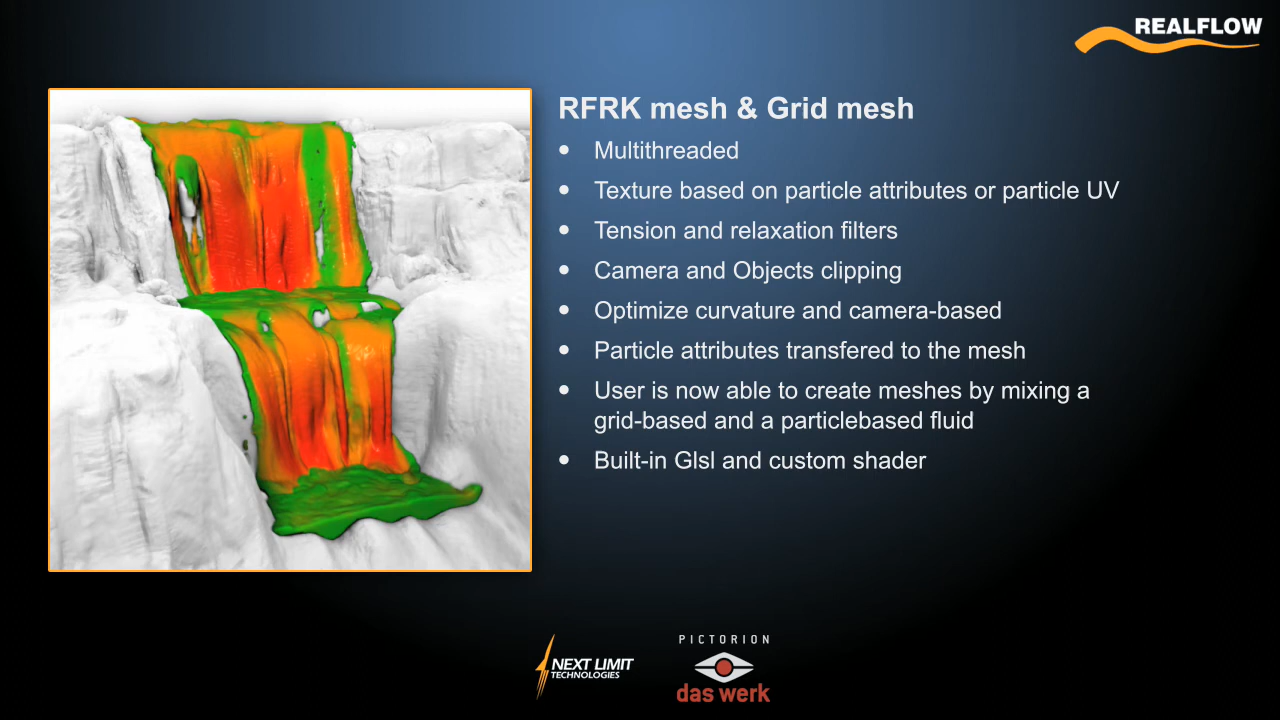 REALFLOW
RFRK mesh & Grid mesh
• Multithreaded
• Texture based on particle attributes or particle UV
• Tension and relaxation filters
• Camera and Objects clipping
• Optimize curvature and camera-based
• Particle attributes transfered to the mesh
• User is now able to create meshes by mixing a
grid-based and a particlebased fluid
• Built-in Glsl and custom shader
NEXT LIMIT
TECHNOLOGIES
PICTORION
das werk